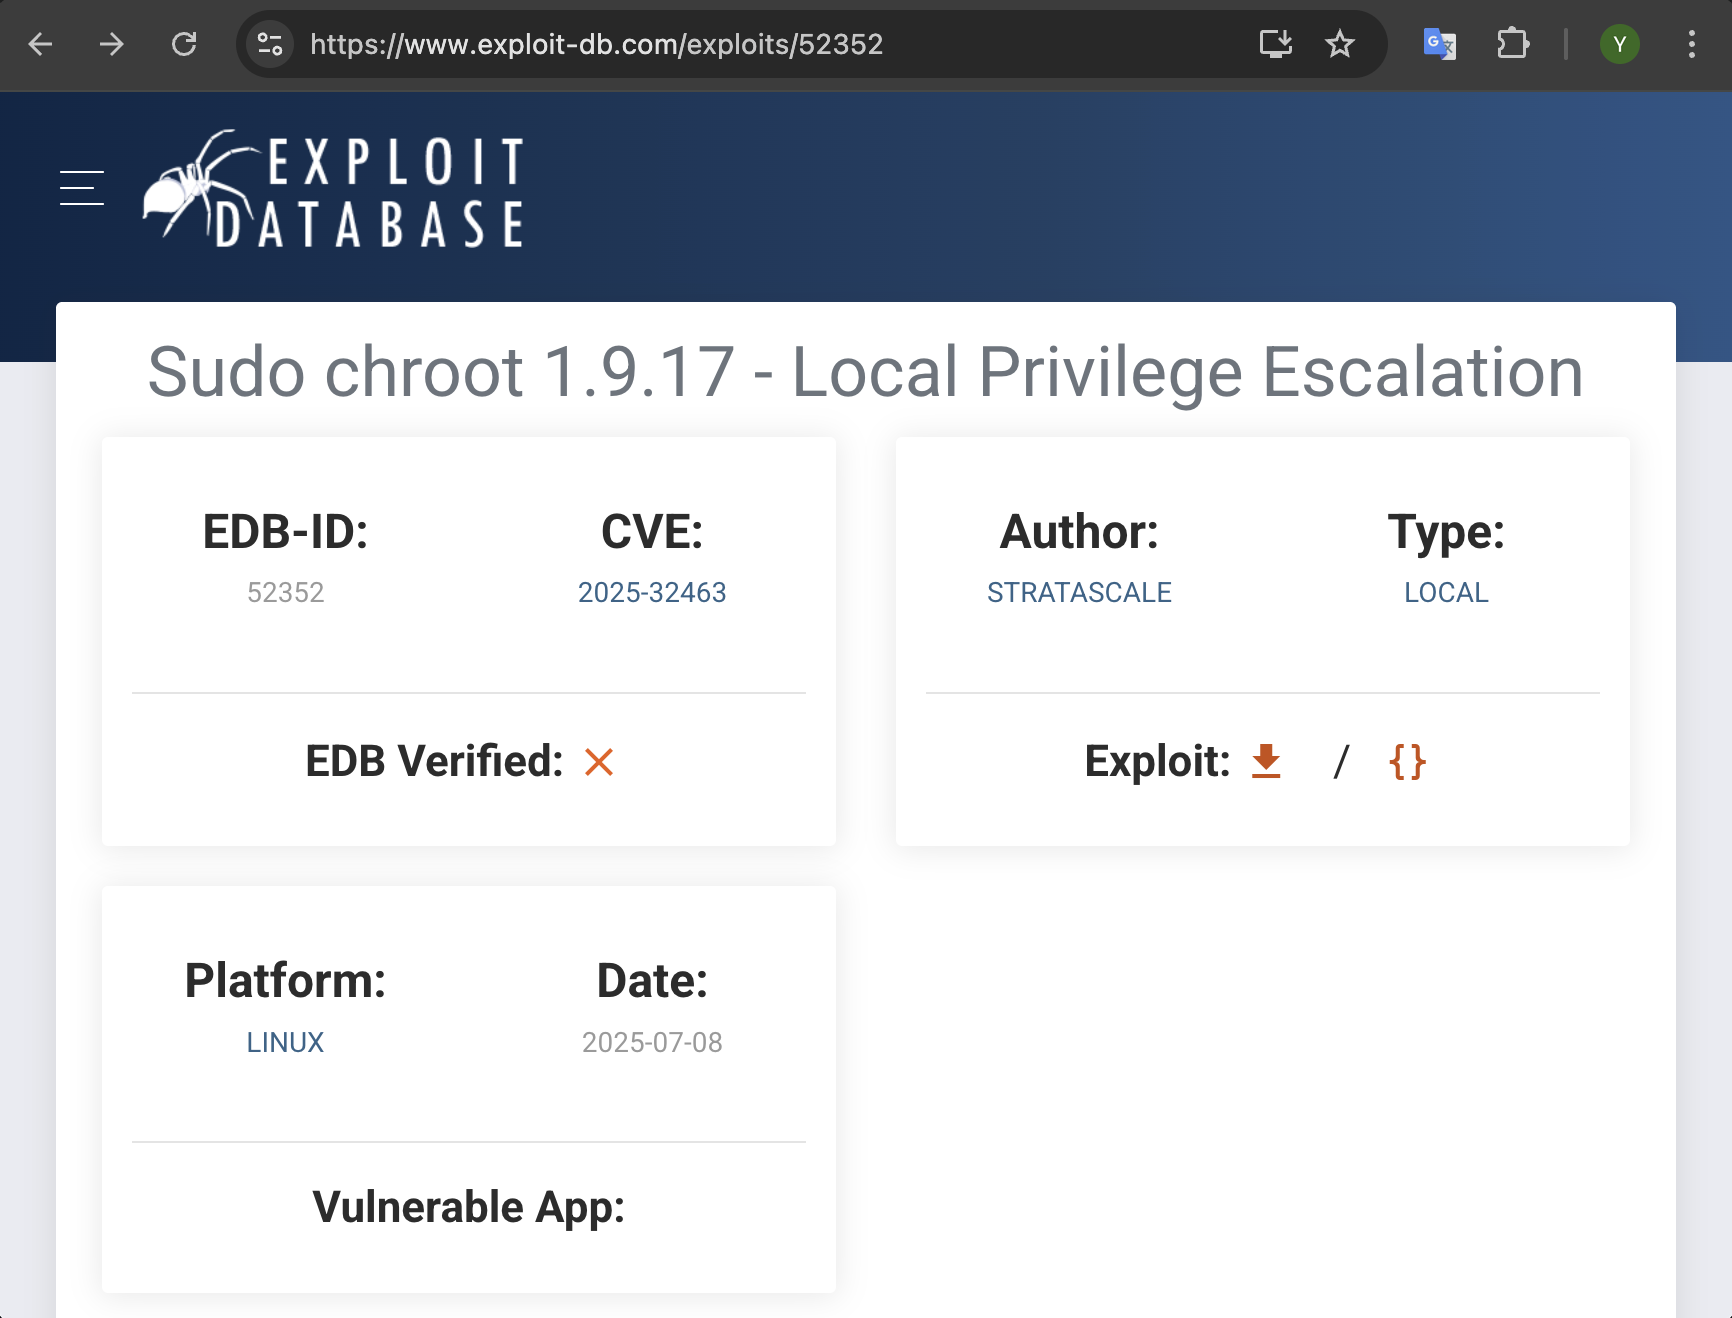 https://www.exploit-db.com/exploits/52352
Y
EXPLOIT
DATABASE
Sudo chroot 1.9.17 - Local Privilege Escalation
EDB-ID:
52352
CVE:
2025-32463
EDB Verified:
Author:
STRATASCALE
Type:
LOCAL
Exploit: / {}
Platform:
LINUX
Date:
2025-07-08
Vulnerable App: